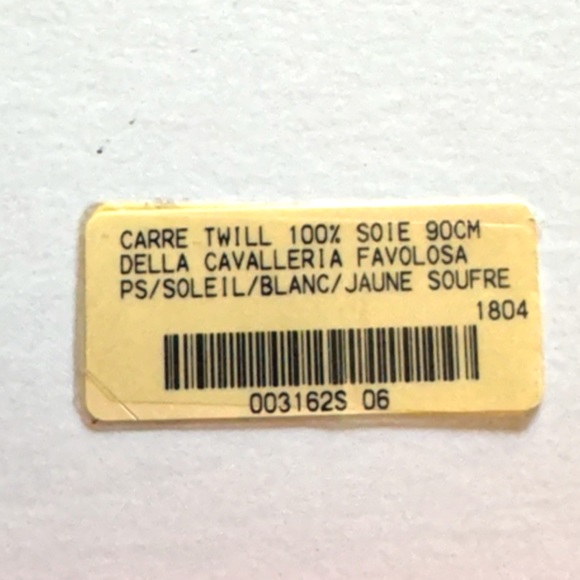 CARRE TWILL 100% SOIE 90CM
DELLA CAVALLERIA FAVOLOSA
PS/SOLEIL/BLANC/JAUNE SOUFRE
1804
003162S 06